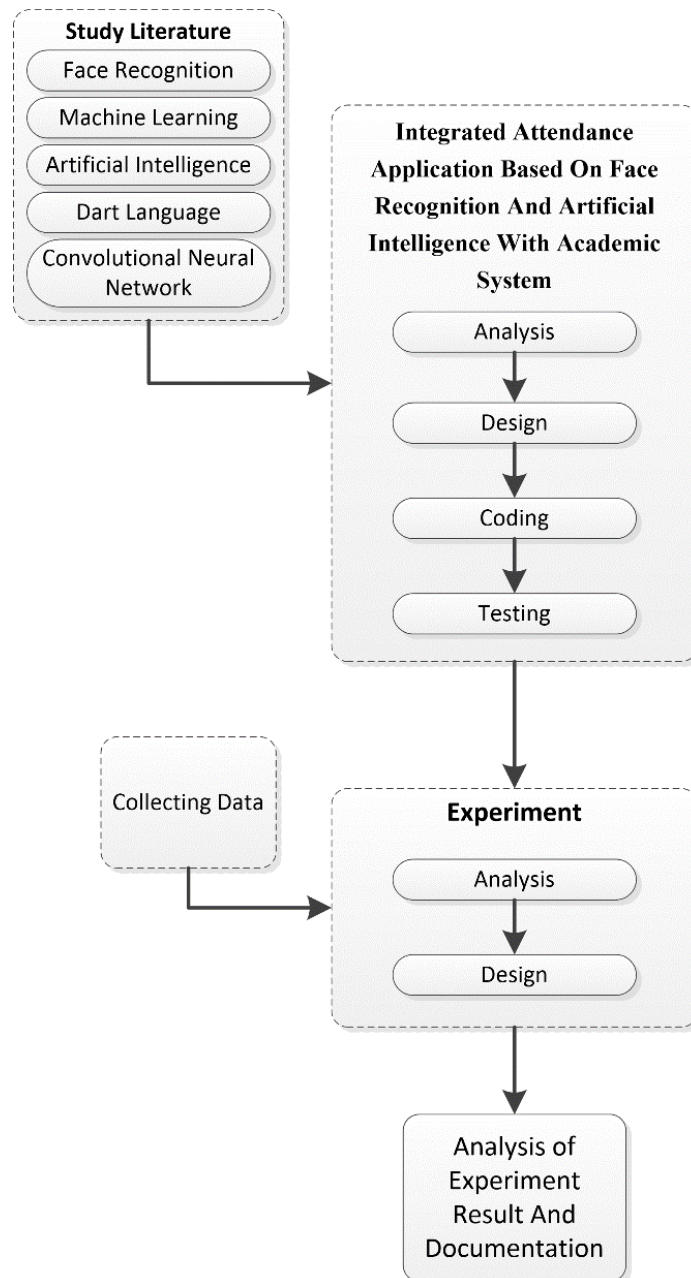 Study Literature
Face Recognition
Machine Learning
Artificial Intelligence
Dart Language
Convolutional Neural
Network
Integrated Attendance
Application Based On Face
Recognition And Artificial
Intelligence With Academic
System
Analysis
Design
Coding
Testing
Collecting Data
Experiment
Analysis
Design
Analysis of
Experiment
Result And
Documentation